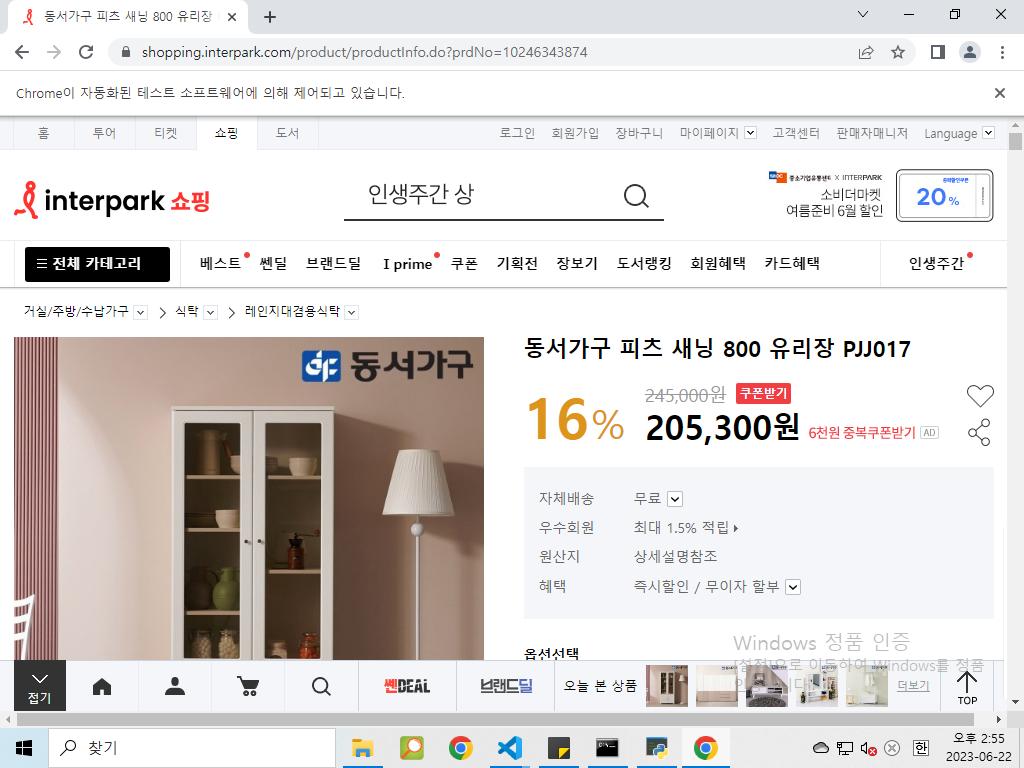 동서가구 피츠 새닝 800 유리장
shopping.interpark.com/product/productInfo.do?prdNo=10246343874
Chrome이 자동화된 테스트 소프트웨어에 의해 제어되고 있습니다.
홈 투어 티켓 쇼핑 도서 로그인 회원가입 장바구니 마이페이지 고객센터 판매자매니저 Language
interpark 쇼핑
인생주간 상
중소기업유통센터 X INTERPARK
소비더마켓
여름준비 6월 할인
중복할인쿠폰
20%
전체 카테고리 베스트 쎈딜 브랜드딜 I prime 쿠폰 기획전 장보기 도서랭킹 회원혜택 카드혜택 인생주간
거실/주방/수납가구 식탁 레인지대겸용식탁
동서가구
동서가구 피츠 새닝 800 유리장 PJJ017
16%
245,000원 쿠폰받기
205,300원 6천원 중복쿠폰받기 AD
자체배송 무료
우수회원 최대 1.5% 적립
원산지 상세설명참조
혜택 즉시할인 / 무이자 할부
옵션선택
Windows 정품 인증
[설정]으로 이동하여 Windows를 정품
접기
쎈DEAL
브랜드딜
오늘 본 상품
더보기
TOP
찾기
한
오후 2:55
2023-06-22